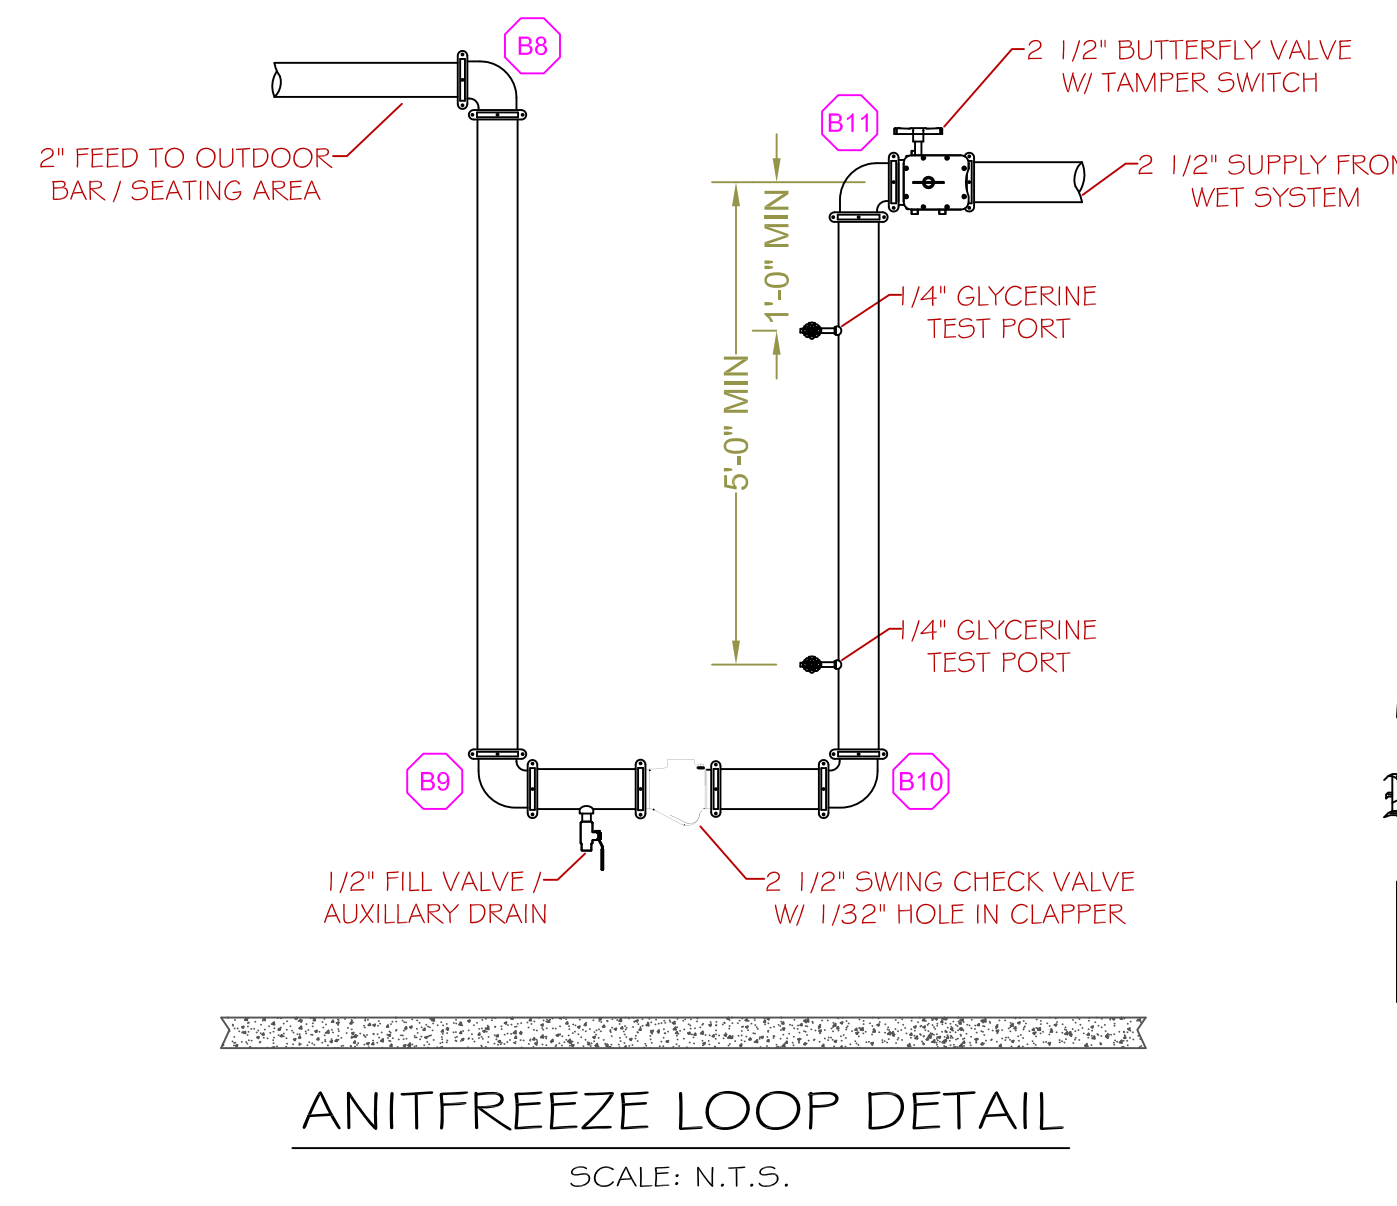 B8
2 1/2" BUTTERFLY VALVE
W/ TAMPER SWITCH
B11
2" FEED TO OUTDOOR
BAR / SEATING AREA
2 1/2" SUPPLY FROM
WET SYSTEM
1'-0" MIN
1/4" GLYCERINE
TEST PORT
5'-0" MIN
1/4" GLYCERINE
TEST PORT
B9
B10
1/2" FILL VALVE /
AUXILLARY DRAIN
2 1/2" SWING CHECK VALVE
W/ 1/32" HOLE IN CLAPPER
ANITFREEZE LOOP DETAIL
SCALE: N.T.S.